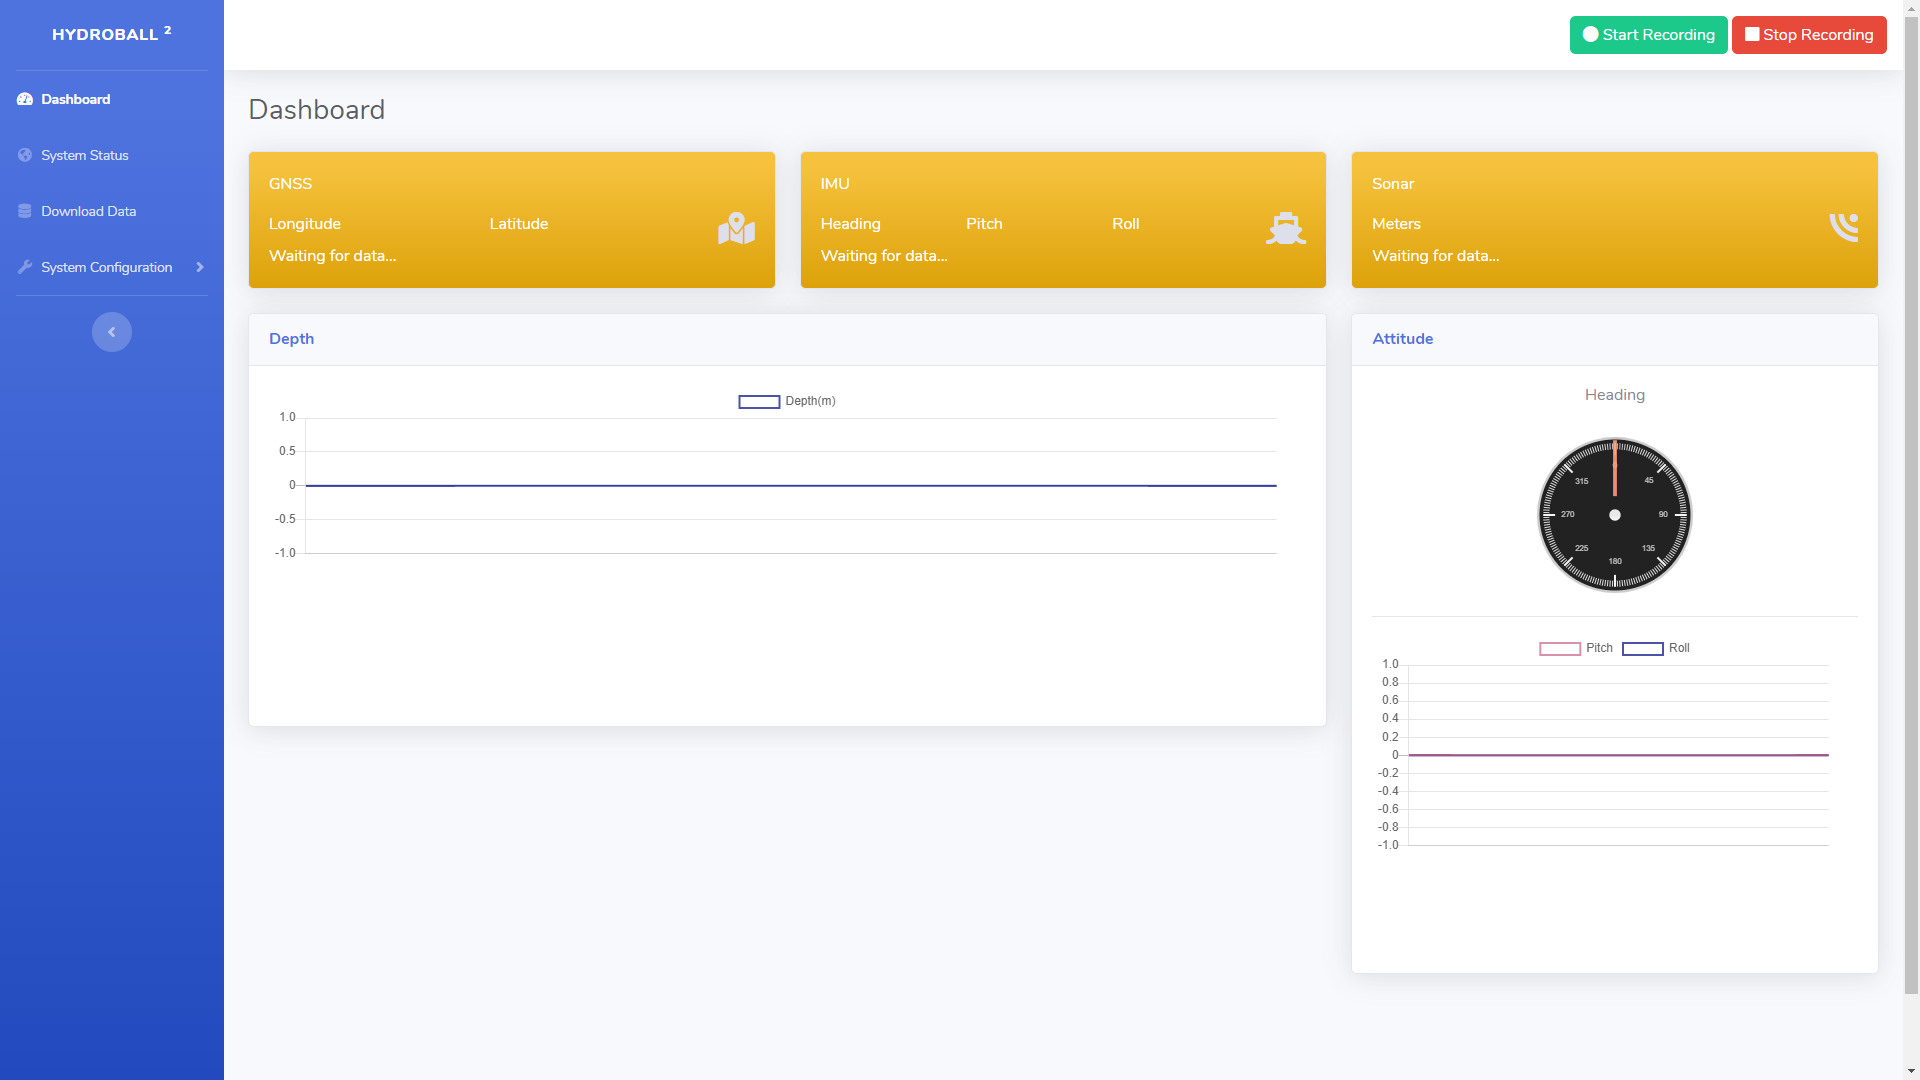 HYDROBALL 2
Start Recording
Stop Recording
Dashboard
System Status
Download Data
System Configuration
Dashboard
GNSS
Longitude Latitude
Waiting for data...
IMU
Heading Pitch Roll
Waiting for data...
Sonar
Meters
Waiting for data...
Depth
Depth(m)
1.0
0.5
0
-0.5
-1.0
Attitude
Heading
315 45
270 90
225 135
180
Pitch Roll
1.0
0.8
0.6
0.4
0.2
0
-0.2
-0.4
-0.6
-0.8
-1.0